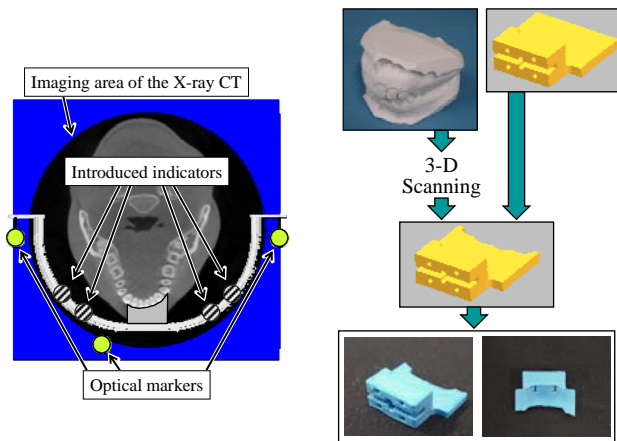 Imaging area of the X-ray CT
Introduced indicators
Optical markers
3-D
Scanning